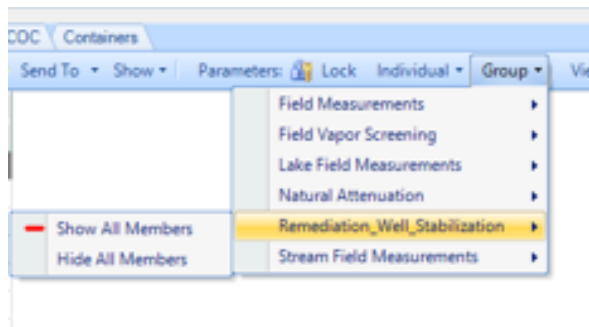 COC Containers
Send To Show Parameters: Lock Individual Group Vie
Field Measurements
Field Vapor Screening
Lake Field Measurements
Natural Attenuation
Show All Members Remediation_Well_Stabilization
Hide All Members Stream Field Measurements